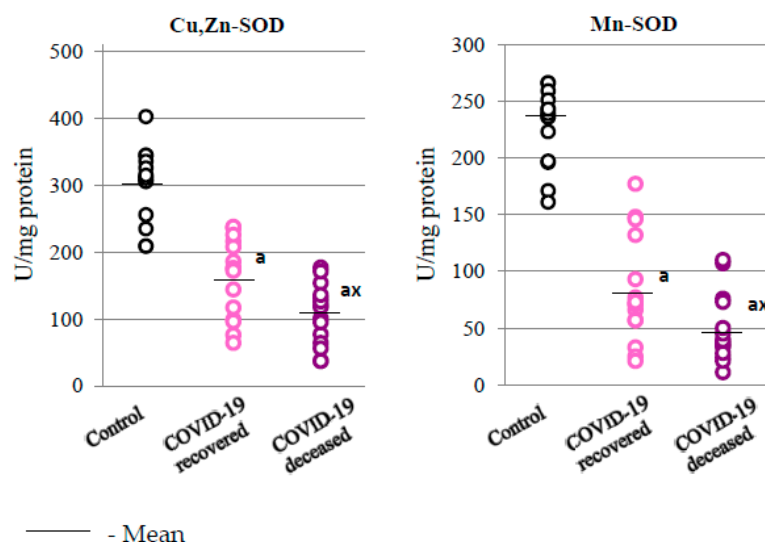 Cu,Zn-SOD
U/mg protein
500
400
300
200
100
0
a
ax
Control
COVID-19
recovered
COVID-19
deceased
Mn-SOD
U/mg protein
300
250
200
150
100
50
0
a
ax
Control
COVID-19
recovered
COVID-19
deceased
- Mean